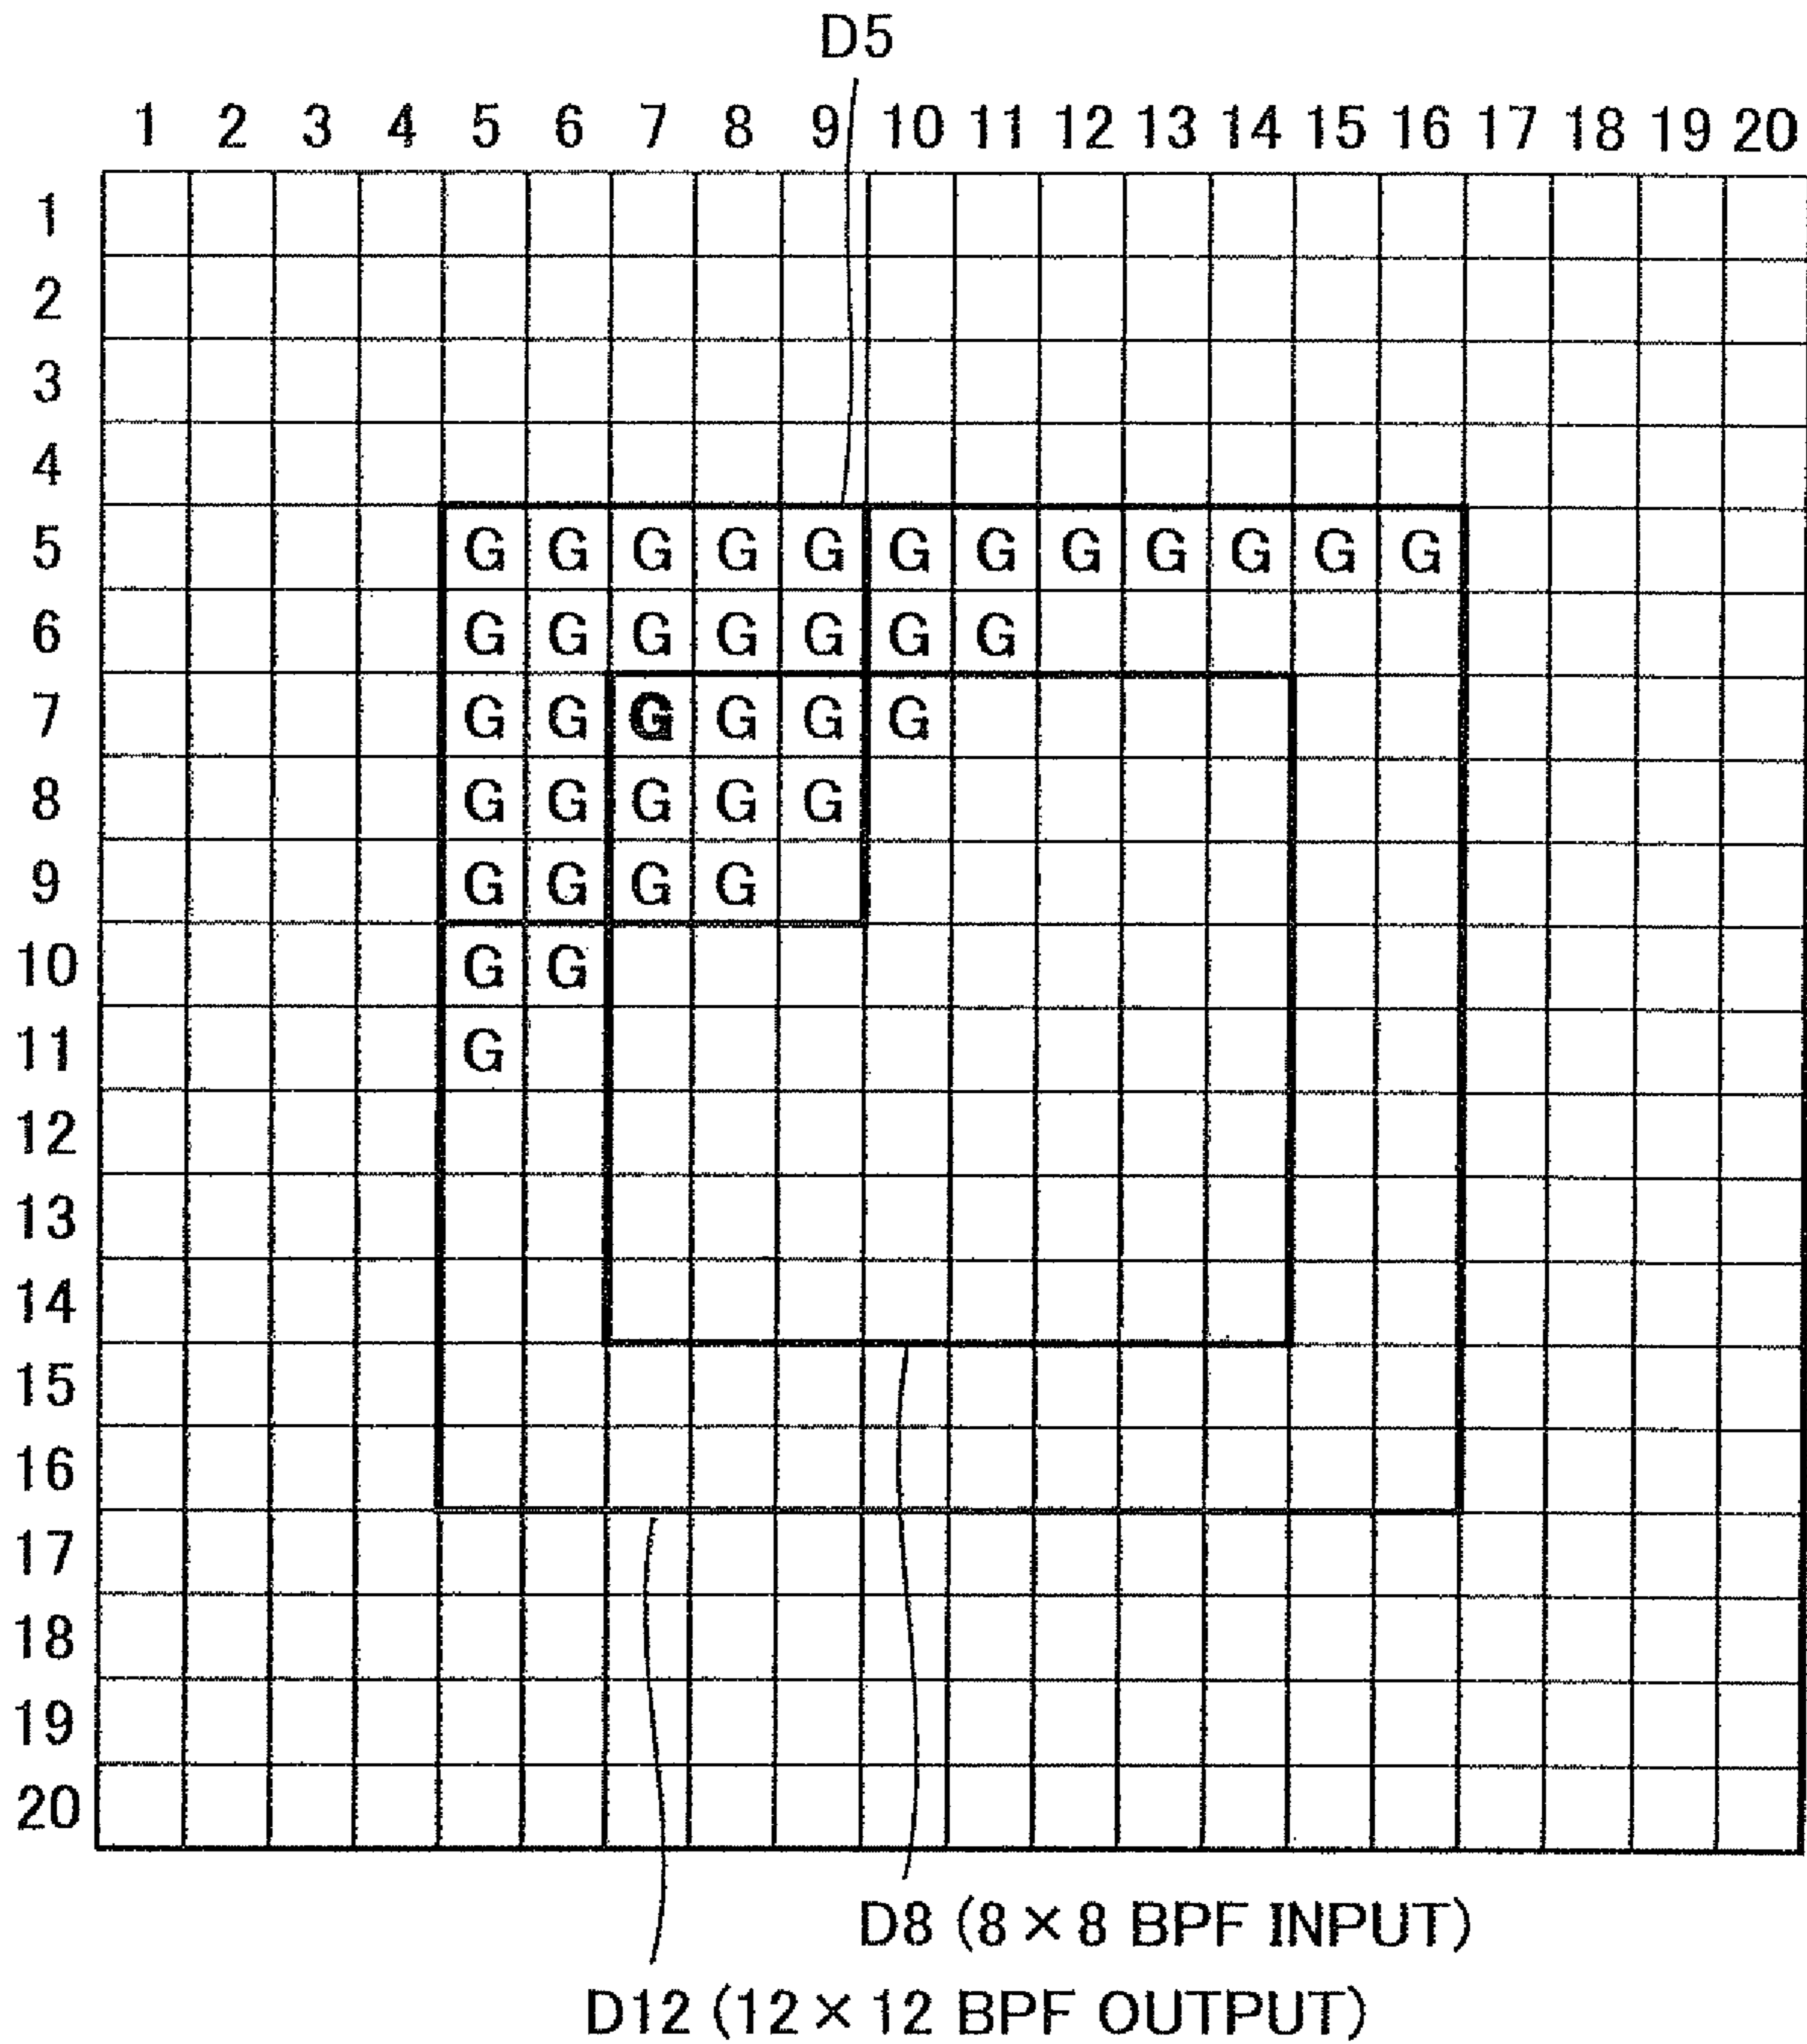 D5
1 2 3 4 5 6 7 8 9 10 11 12 13 14 15 16 17 18 19 20
1
2
3
4
5 G G G G G G G G G G G G
6 G G G G G G G
7 G G G G G G
8 G G G G G
9 G G G G
10 G G
11 G
12
13
14
15
16
17
18
19
20
D8 (8×8 BPF INPUT)
D12 (12×12 BPF OUTPUT)